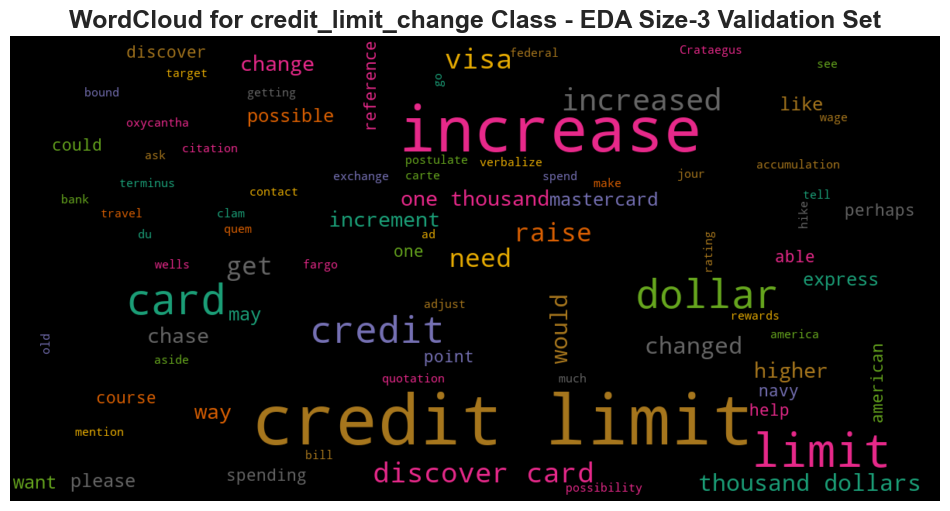 WordCloud for credit_limit_change Class - EDA Size-3 Validation Set
discover
target
change
reference
go
visa
federal
Crataegus
see
bound
getting
possible
increased
like
wage
oxycantha
increase
could
ask
citation
postulate
verbalize
accumulation
terminus
exchange
carte
spend
make
jour
tell
bank
contact
one thousand
mastercard
hike
perhaps
travel
clam
increment
quem
du
ad
raise
one
need
rating
able
wells
get
fargo
express
card
may
adjust
dollar
rewards
old
chase
credit
would
america
aside
point
changed
higher
american
quotation
much
navy
course
way
credit limit
help
mention
bill
limit
want
please
spending
discover card
possibility
thousand dollars